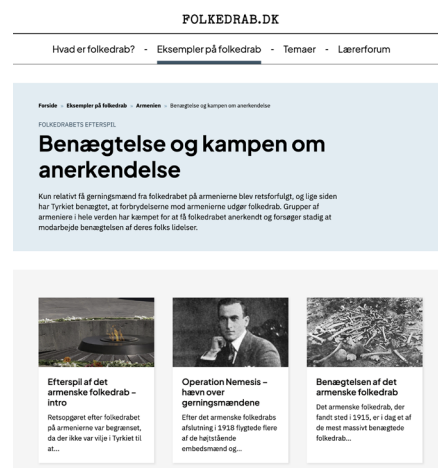 FOLKEDRAB.DK
Hvad er folkedrab? - Eksempler på folkedrab - Temaer - Lærerforum
Forside » Eksempler på folkedrab » Armenien » Benægtelse og kampen om anerkendelse
FOLKEDRABETS EFTERSPIL
Benægtelse og kampen om
anerkendelse
Kun relativt få gerningsmænd fra folkedrabet på armenierne blev retsforfulgt, og lige siden
har Tyrkiet benægtet, at forbrydelserne mod armenierne udgør folkedrab. Grupper af
armeniere i hele verden har kæmpet for at få folkedrabet anerkendt og forsøger stadig at
modarbejde benægtelsen af deres folks lidelser.
Efterspil af det
armenske folkedrab –
intro
Retsopgøret efter folkedrabet
på armenierne var begrænset,
da der ikke var vilje i Tyrkiet til
at...
Operation Nemesis –
hævn over
gerningsmændene
Efter det armenske folkedrabs
afslutning i 1918 flygtede flere
af de højtstående
embedsmænd og...
Benægtelsen af det
armenske folkedrab
Det armenske folkedrab, der
fandt sted i 1915, er i dag et af
de mest massivt benægtede
folkedrab...